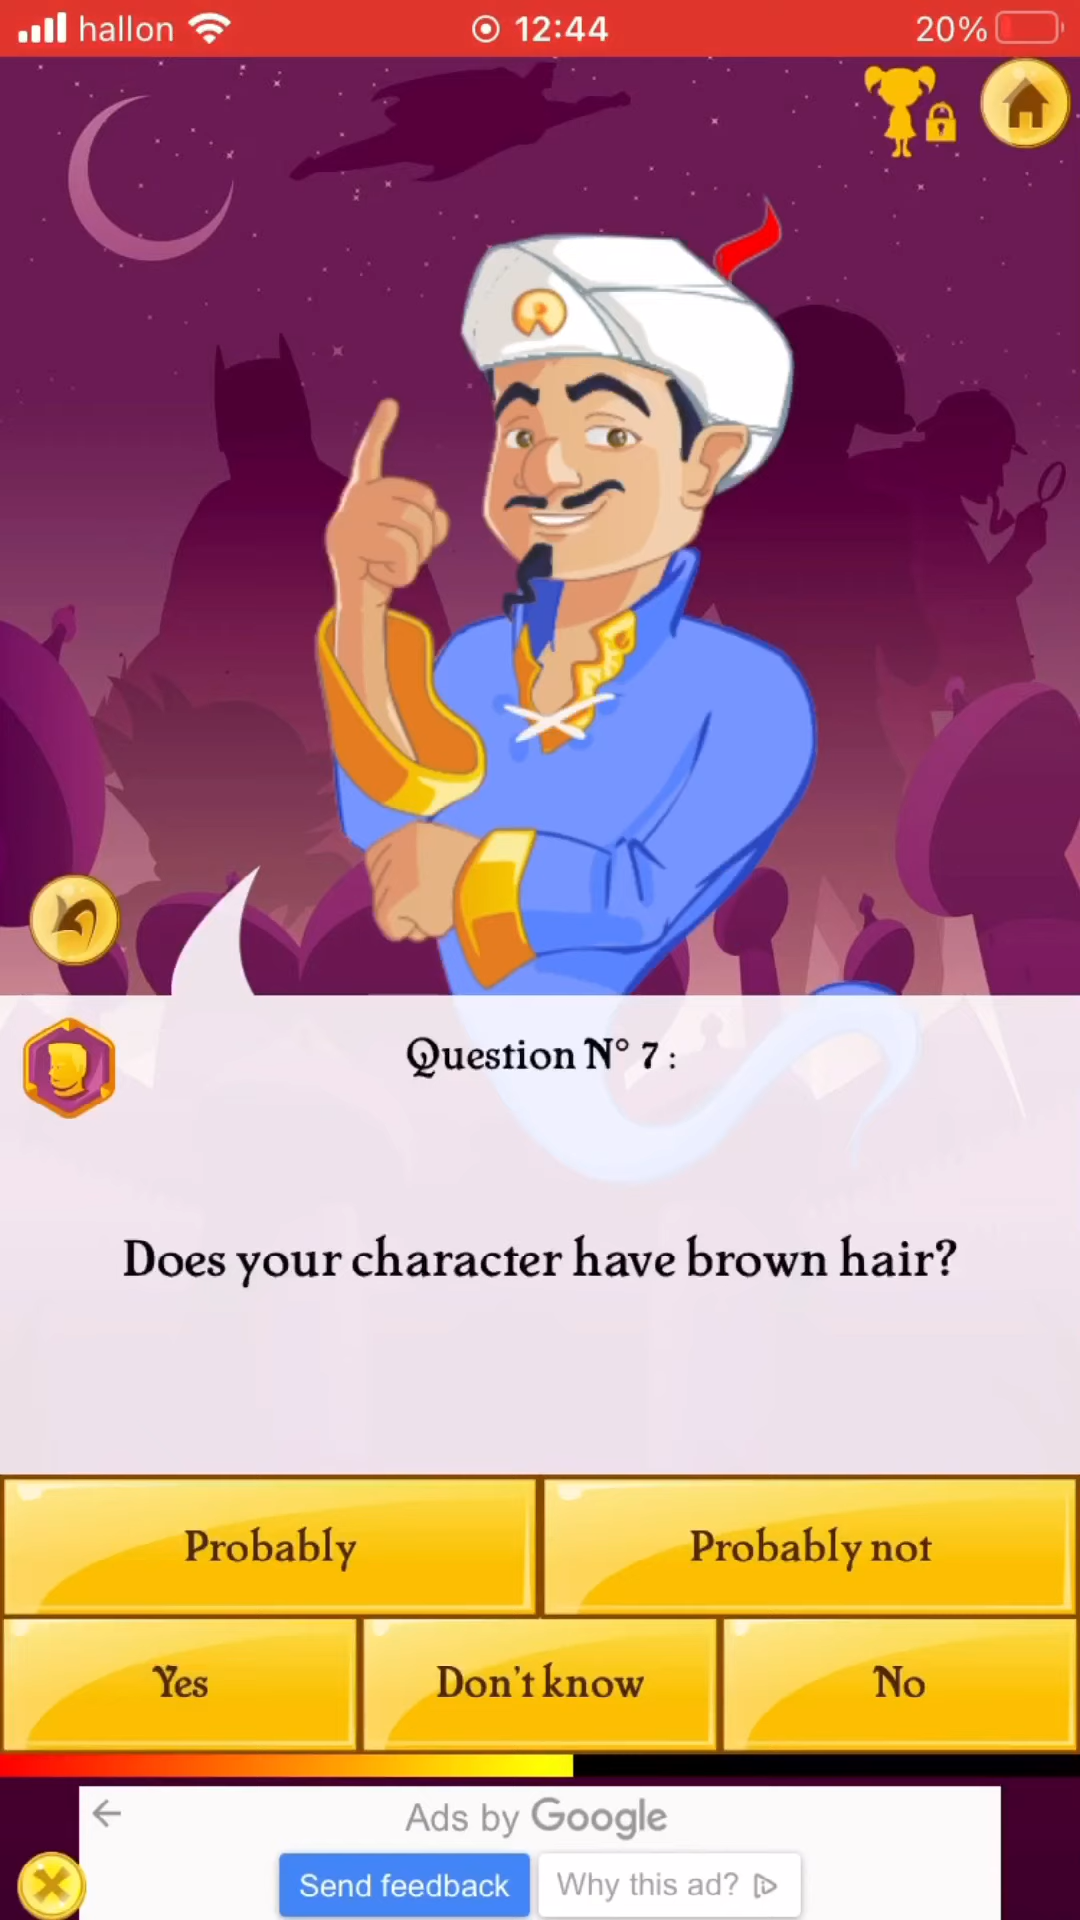 hallon 12:44 20%
Question N° 7 :
Does your character have brown hair?
Probably Probably not
Yes Don't know No
Ads by Google
Send feedback Why this ad?